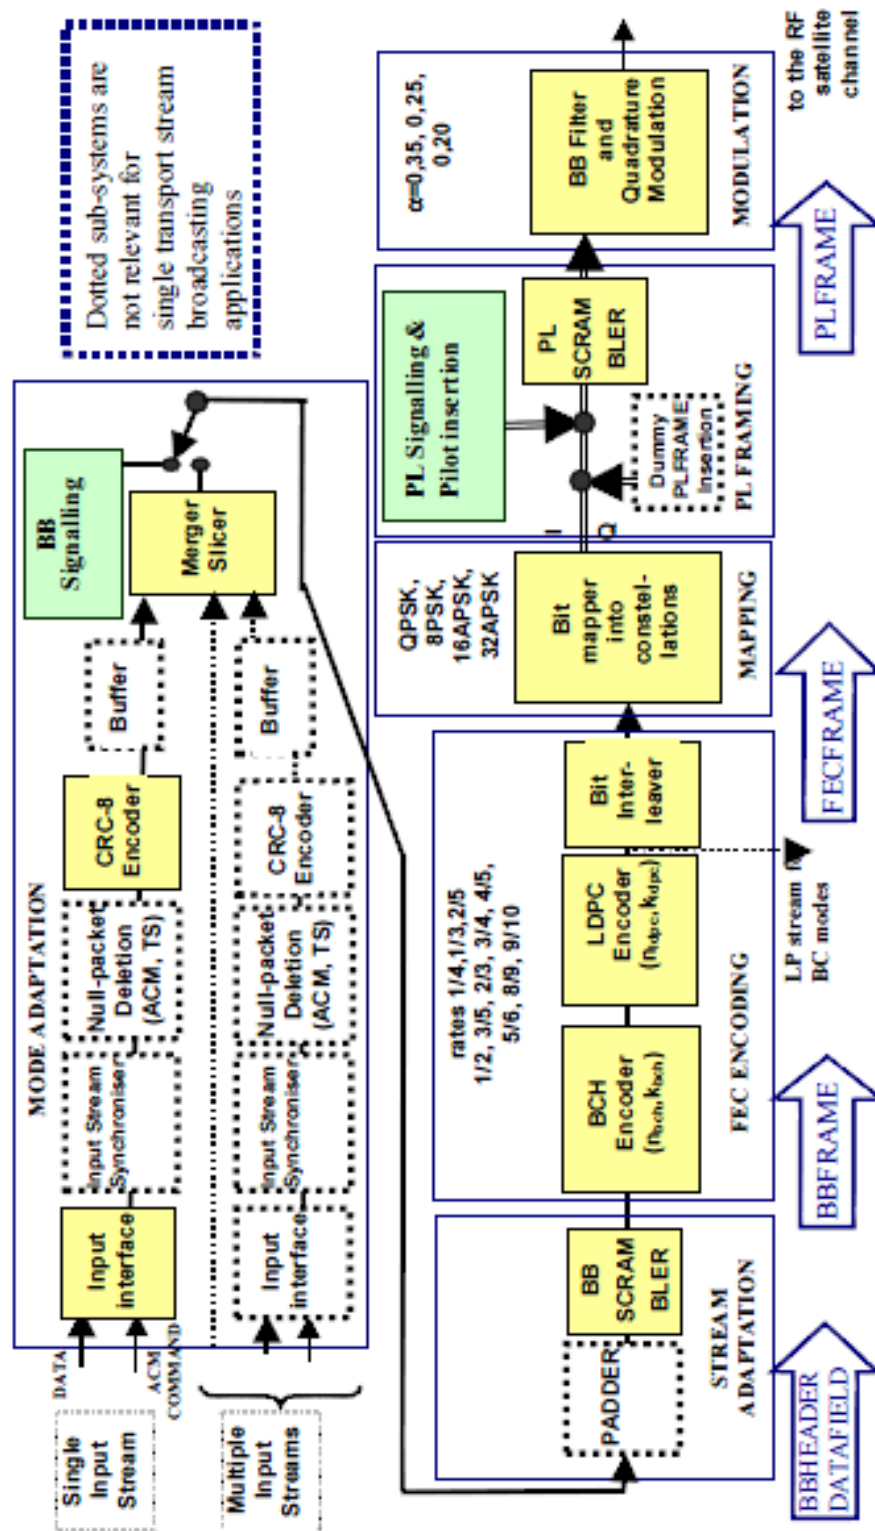 Single
Input
Stream
DATA
ACM
COMMAND
Multiple
Input
Streams
MODE ADAPTATION
Input
interface
Input Stream
Synchroniser
Null-packet
Deletion
(ACM, TS)
CRC-8
Encoder
Buffer
BB
Signalling
Merger
Slicer
Input
interface
Input Stream
Synchroniser
Null-packet
Deletion
(ACM, TS)
CRC-8
Encoder
Buffer
Dotted sub-systems are
not relevant for
single transport stream
broadcasting
applications
PADDER
BB
SCRAM
BLER
STREAM
ADAPTATION
rates 1/4,1/3,2/5
1/2, 3/5, 2/3, 3/4, 4/5,
5/6, 8/9, 9/10
BCH
Encoder
(nbch,kbch)
LDPC
Encoder
(nldpc,kldpc)
Bit
Inter-
leaver
FEC ENCODING
LP stream f
BC modes
QPSK,
8PSK,
16APSK,
32APSK
Bit
mapper
into
constel-
lations
MAPPING
I
Q
PL Signalling &
Pilot insertion
PL
SCRAM
BLER
Dummy
PLFRAME
Insertion
PL FRAMING
α=0,35, 0,25,
0,20
BB Filter
and
Quadrature
Modulation
MODULATION
to the RF
satellite
channel
BBHEADER
DATAFIELD
BBFRAME
FECFRAME
PLFRAME